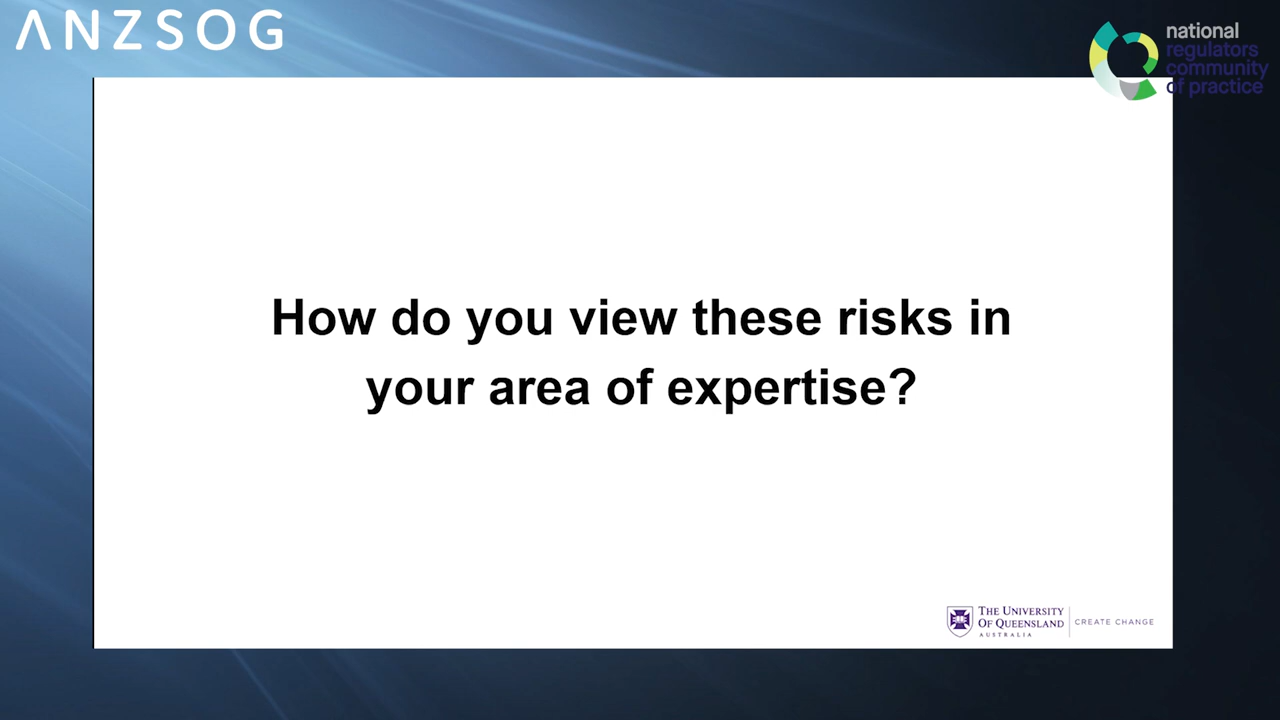 ANZSOG
national
regulators
community
of practice
How do you view these risks in
your area of expertise?
THE UNIVERSITY
OF QUEENSLAND
AUSTRALIA
CREATE CHANGE